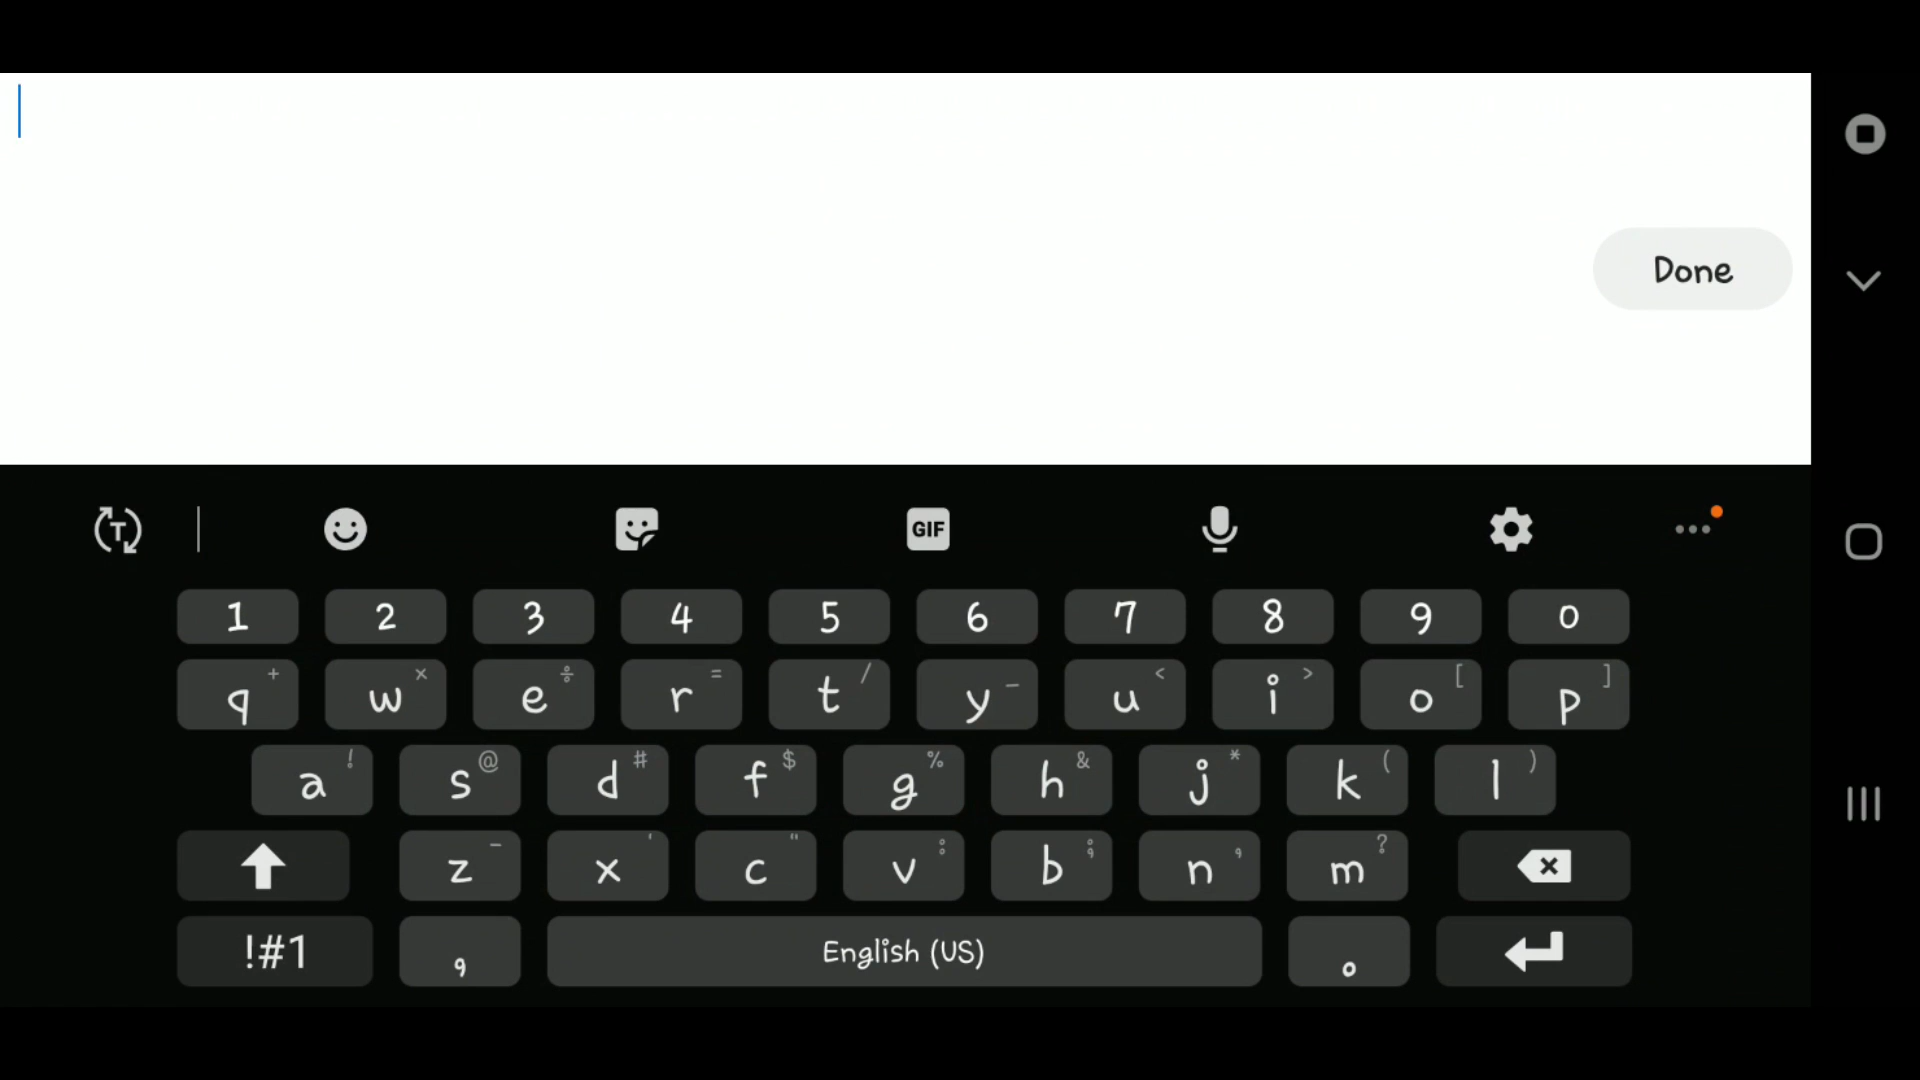 Done
T GIF
1 2 3 4 5 6 7 8 9 0
q + w × e ÷ r = t / y _ u < i > o [ p ]
a ! s @ d # f $ g % h & j * k ( l )
z - x ' c " v : b ; n , m ?
!#1 , English (US) .